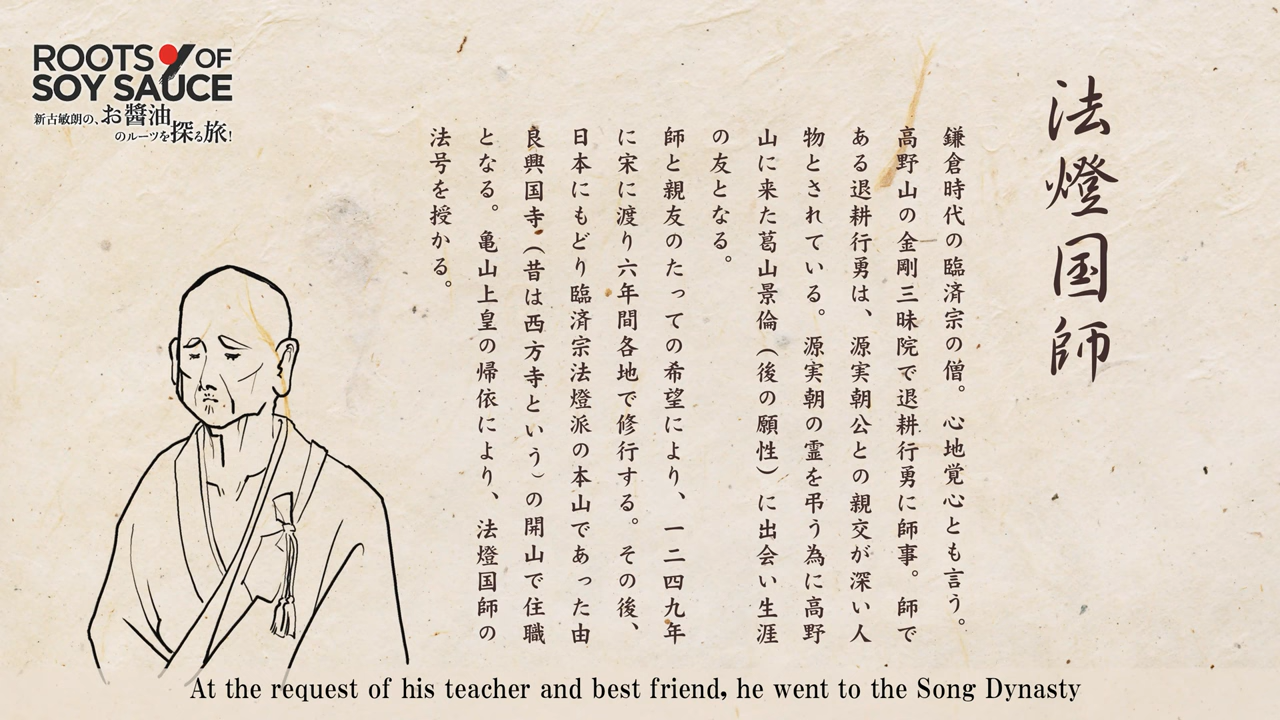 ROOTS OF
SOY SAUCE
新古敏朗の、お醤油
のルーツを探る旅!
法燈国師
鎌倉時代の臨済宗の僧。心地覚心とも言う。
高野山の金剛三昧院で退耕行勇に師事。師で
ある退耕行勇は、源実朝公との親交が深い人
物とされている。源実朝の霊を弔う為に高野
山に来た葛山景倫(後の願性)に出会い生涯
の友となる。
師と親友のたっての希望により、一二四九年
に宋に渡り六年間各地で修行する。その後、
日本にもどり臨済宗法燈派の本山であった由
良興国寺(昔は西方寺という)の開山で住職
となる。亀山上皇の帰依により、法燈国師の
法号を授かる。
At the request of his teacher and best friend, he went to the Song Dynasty